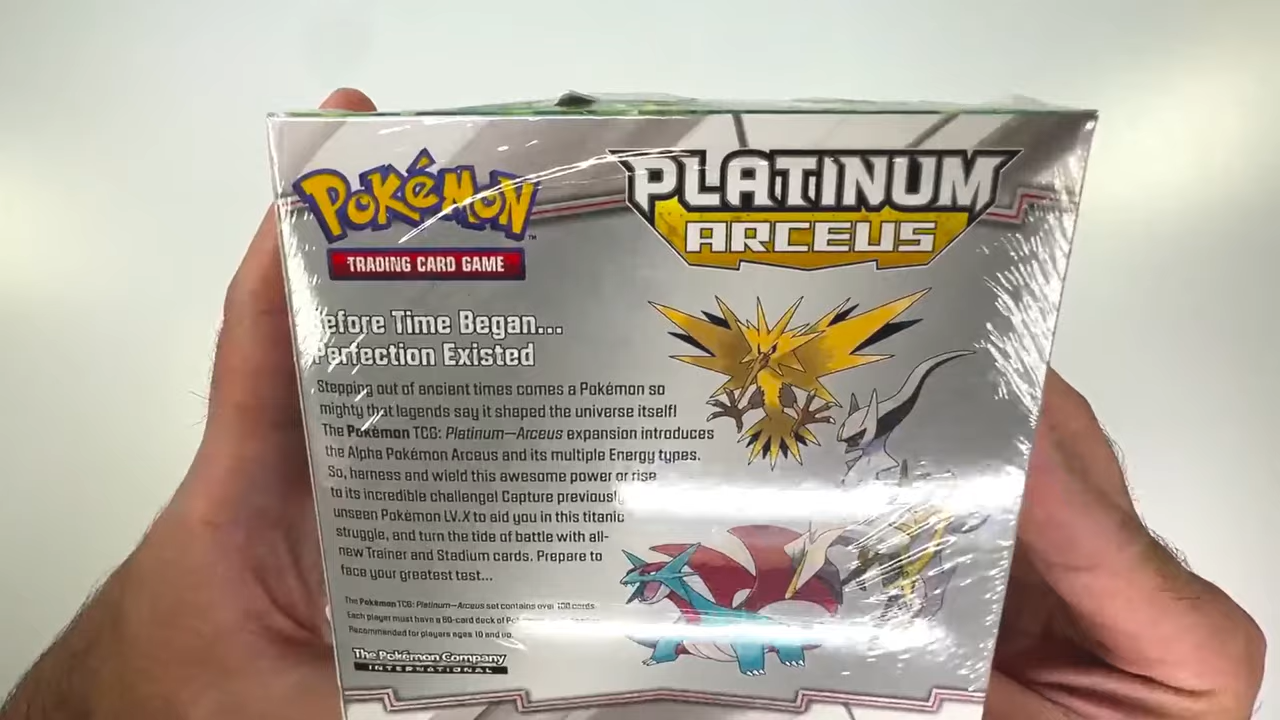 Pokémon
TRADING CARD GAME
PLATINUM
ARCEUS
Before Time Began...
Perfection Existed
Stepping out of ancient times comes a Pokémon so
mighty that legends say it shaped the universe itself!
The Pokémon TCG: Platinum—Arceus expansion introduces
the Alpha Pokémon Arceus and its multiple Energy types.
So, harness and wield this awesome power or rise
to its incredible challenge! Capture previously
unseen Pokémon LV.X to aid you in this titanic
struggle, and turn the tide of battle with all-
new Trainer and Stadium cards. Prepare to
face your greatest test...
The Pokémon TCG: Platinum—Arceus set contains over 100 cards.
Each player must have a 60-card deck of
Recommended for players ages 10 and up.
The Pokémon Company
INTERNATIONAL